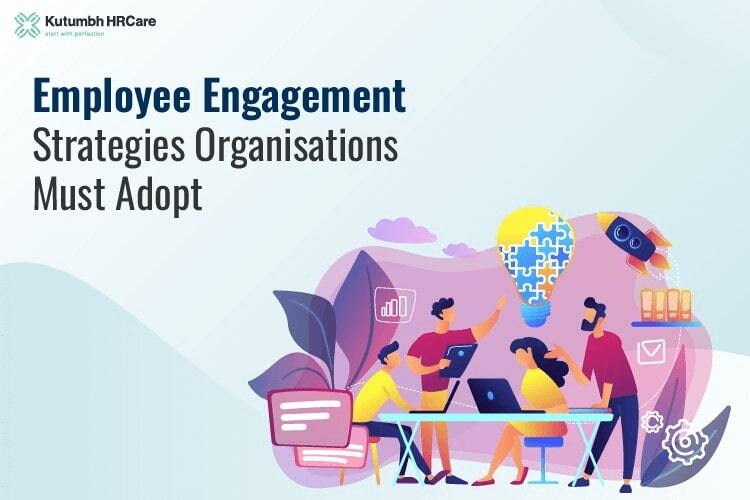 Kutumbh HRCare
start with perfection
Employee Engagement
Strategies Organisations
Must Adopt